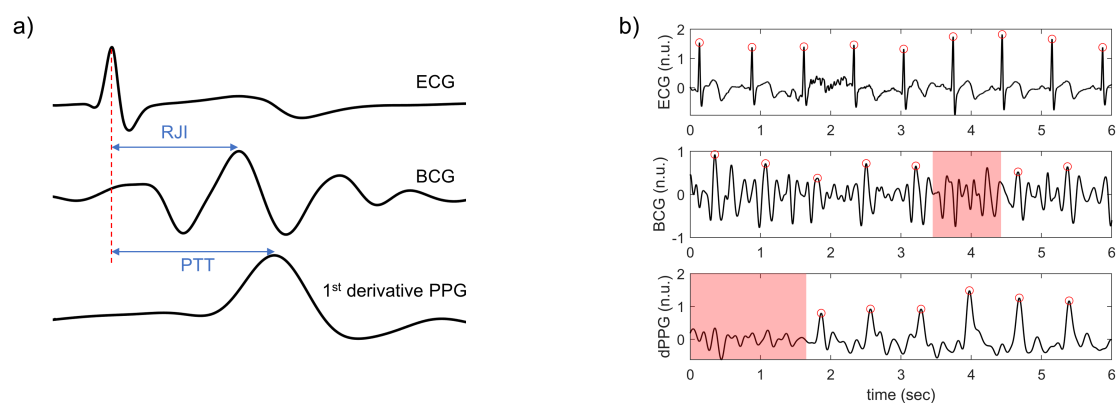 a)
ECG
RJI
BCG
PTT
1st derivative PPG
b)
ECG (n.u.)
2
1
0
0 1 2 3 4 5 6
BCG (n.u.)
1
0
-1
0 1 2 3 4 5 6
dPPG (n.u.)
2
1
0
0 1 2 3 4 5 6
time (sec)